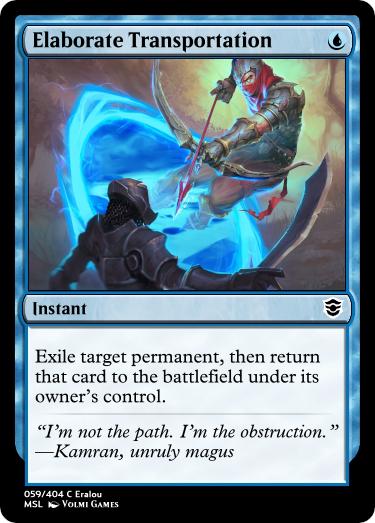 Elaborate Transportation
Instant
Exile target permanent, then return
that card to the battlefield under its
owner's control.
“I'm not the path. I'm the obstruction.”
—Kamran, unruly magus
059/404 C Eralou
MSL Volmi Games